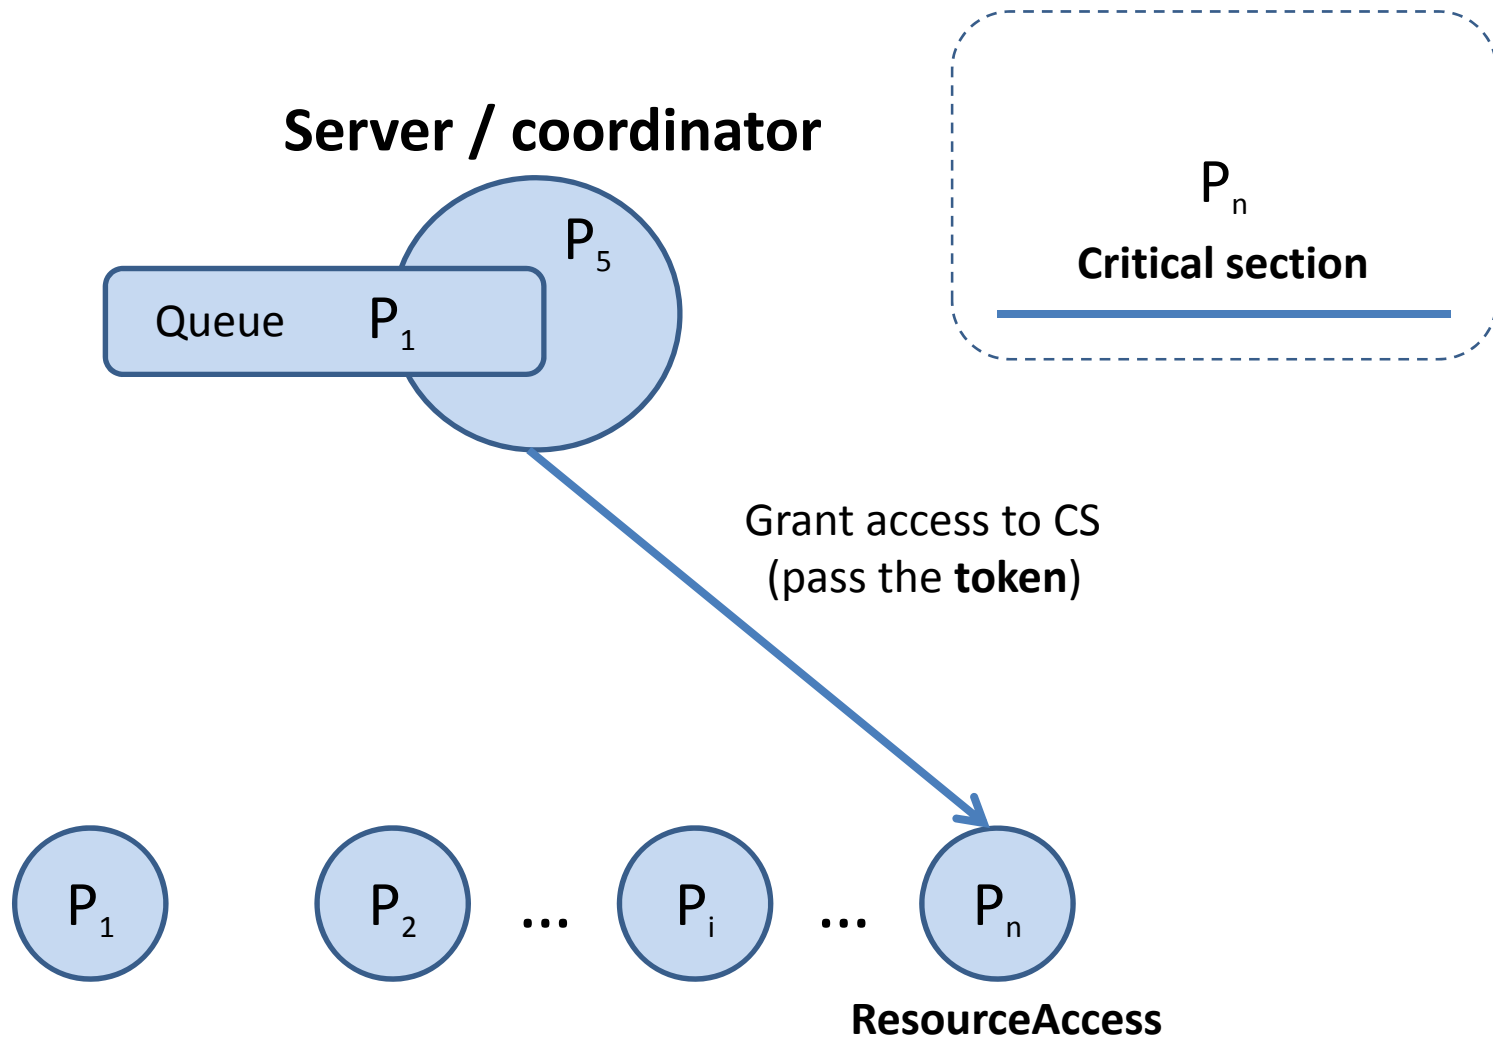 Server / coordinator
P5
Queue P1
Pn
Critical section
Grant access to CS
(pass the token)
P1 P2 ... Pi ... Pn
ResourceAccess